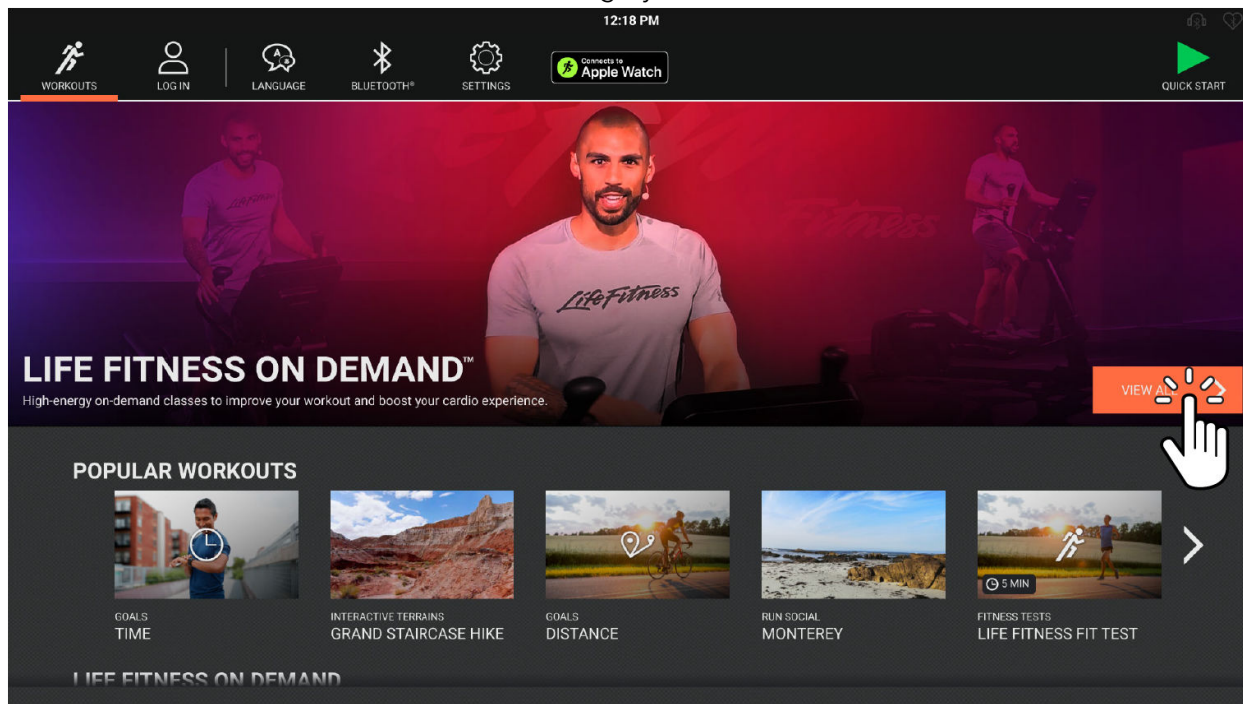 12:18 PM
WORKOUTS
LOG IN
LANGUAGE
BLUETOOTH®
SETTINGS
Connects to
Apple Watch
QUICK START
LifeFitness
Fitness
LifeFitness
LIFE FITNESS ON DEMAND™
High-energy on-demand classes to improve your workout and boost your cardio experience.
VIEW
POPULAR WORKOUTS
5 MIN
GOALS
TIME
INTERACTIVE TERRAINS
GRAND STAIRCASE HIKE
GOALS
DISTANCE
RUN SOCIAL
MONTEREY
FITNESS TESTS
LIFE FITNESS FIT TEST
LIFE FITNESS ON DEMAND